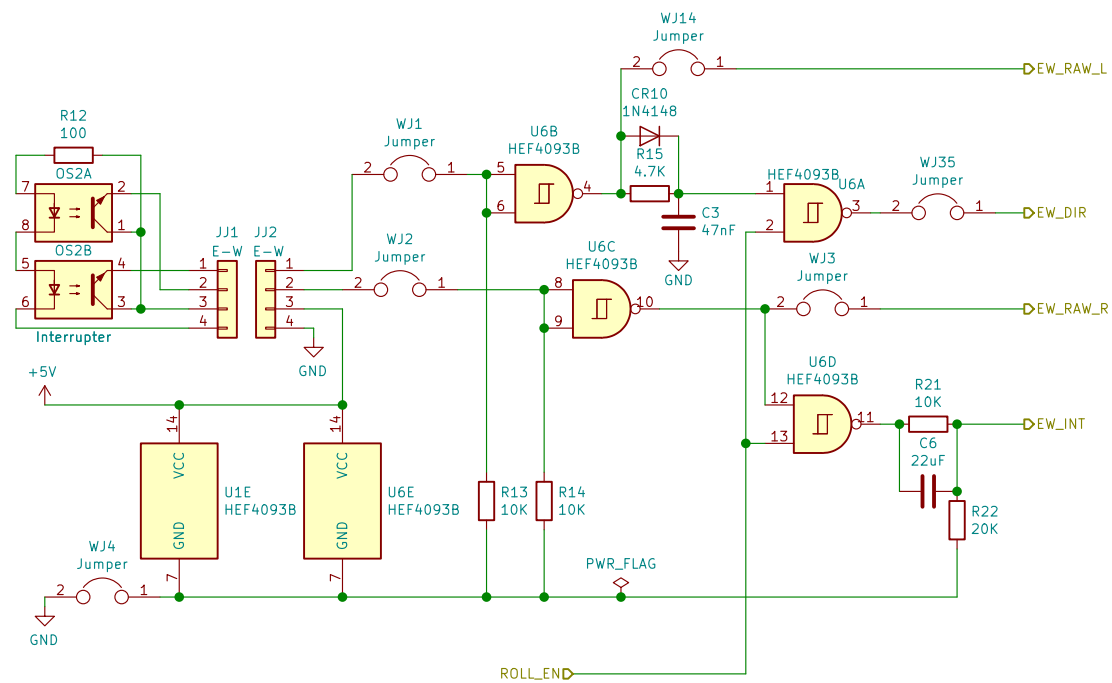 WJ14
Jumper
2
1
EW_RAW_L
CR10
1N4148
R12
100
WJ1
Jumper
2
1
U6B
HEF4093B
5
6
4
R15
4.7K
C3
47nF
GND
HEF4093B
U6A
1
2
3
WJ35
Jumper
2
1
EW_DIR
OS2A
7
8
2
1
OS2B
5
6
4
3
Interrupter
JJ1
E-W
1
2
3
4
JJ2
E-W
1
2
3
4
GND
WJ2
Jumper
2
1
U6C
HEF4093B
8
9
10
WJ3
Jumper
2
1
EW_RAW_R
+5V
U6D
HEF4093B
12
13
11
R21
10K
C6
22uF
EW_INT
R22
20K
14
VCC
GND
7
U1E
HEF4093B
14
VCC
GND
7
U6E
HEF4093B
R13
10K
R14
10K
WJ4
Jumper
2
1
GND
PWR_FLAG
ROLL_EN